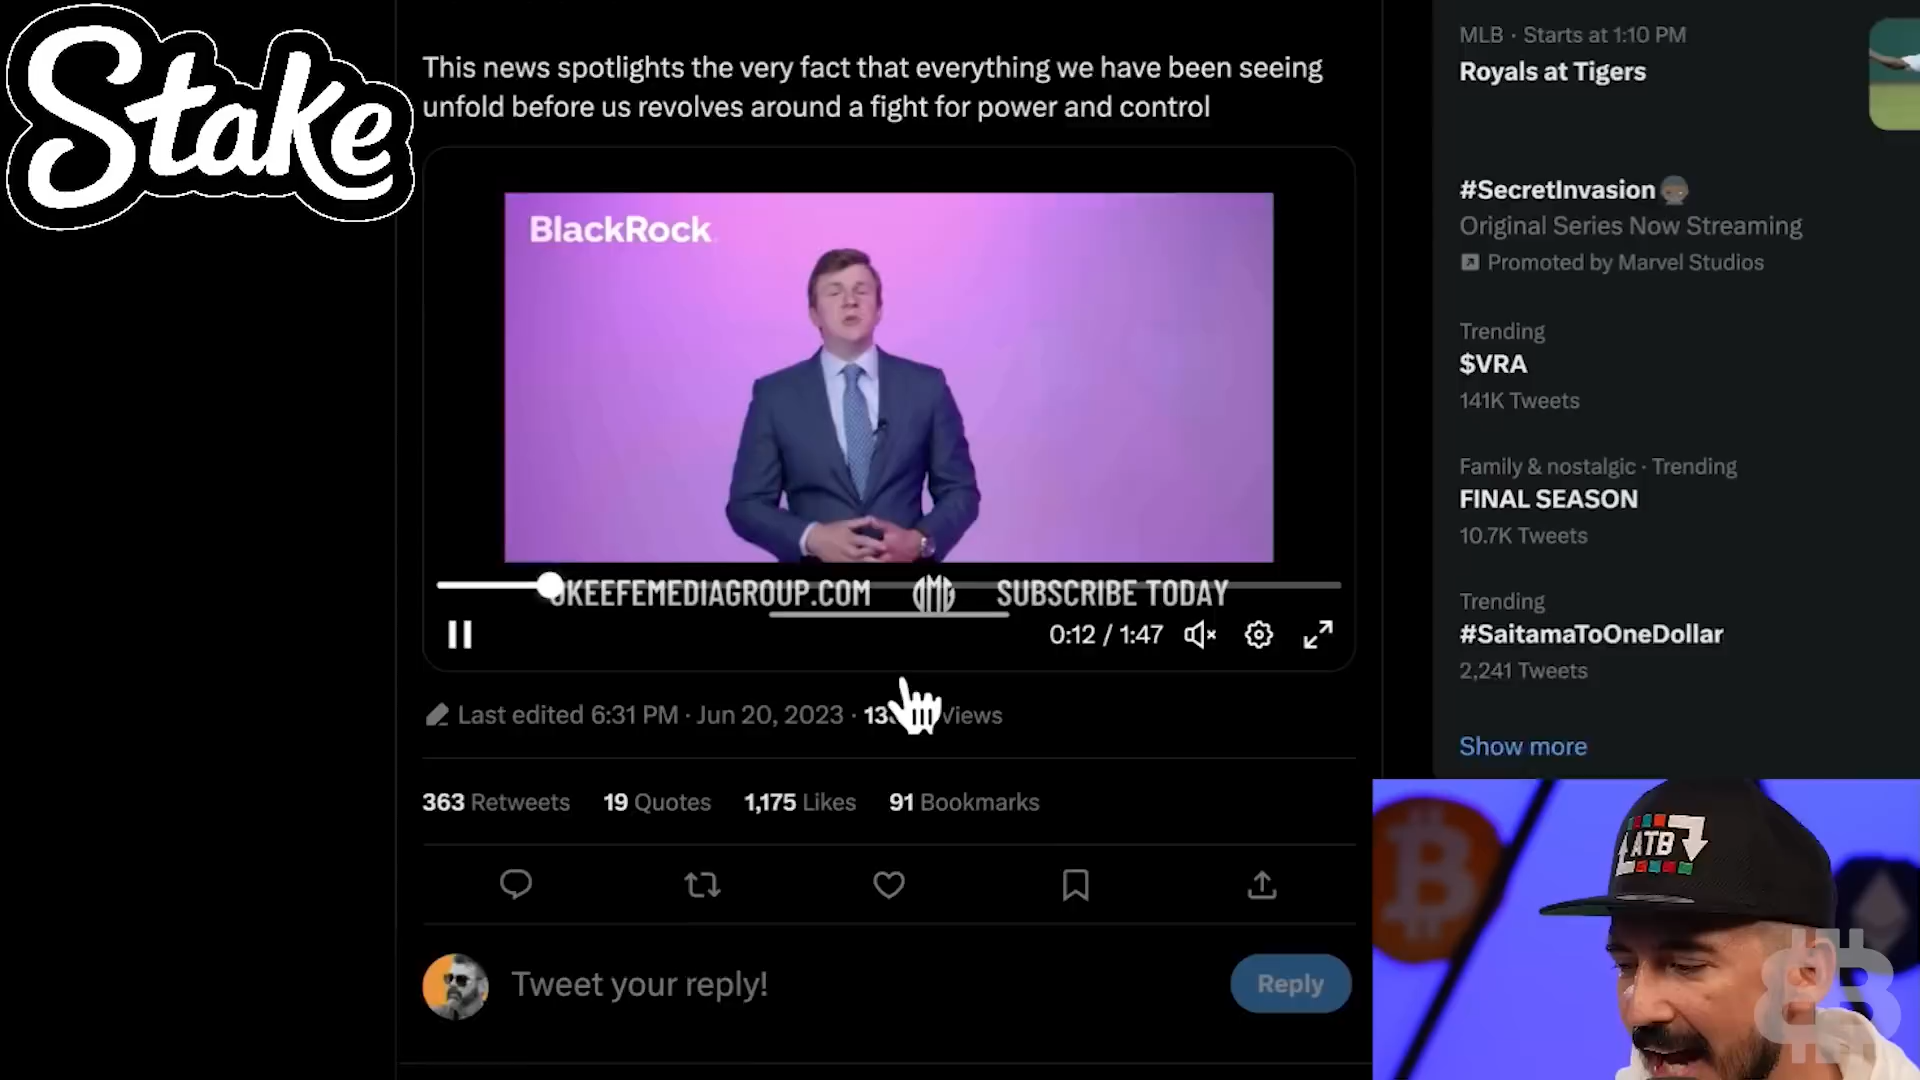 Stake
This news spotlights the very fact that everything we have been seeing
unfold before us revolves around a fight for power and control
BlackRock
OKEEFEMEDIAGROUP.COM OMG SUBSCRIBE TODAY
0:12 / 1:47
Last edited 6:31 PM · Jun 20, 2023 · Views
363 Retweets 19 Quotes 1,175 Likes 91 Bookmarks
Tweet your reply!
Reply
MLB · Starts at 1:10 PM
Royals at Tigers
#SecretInvasion
Original Series Now Streaming
Promoted by Marvel Studios
Trending
$VRA
141K Tweets
Family & nostalgic · Trending
FINAL SEASON
10.7K Tweets
Trending
#SaitamaToOneDollar
2,241 Tweets
Show more
ATB